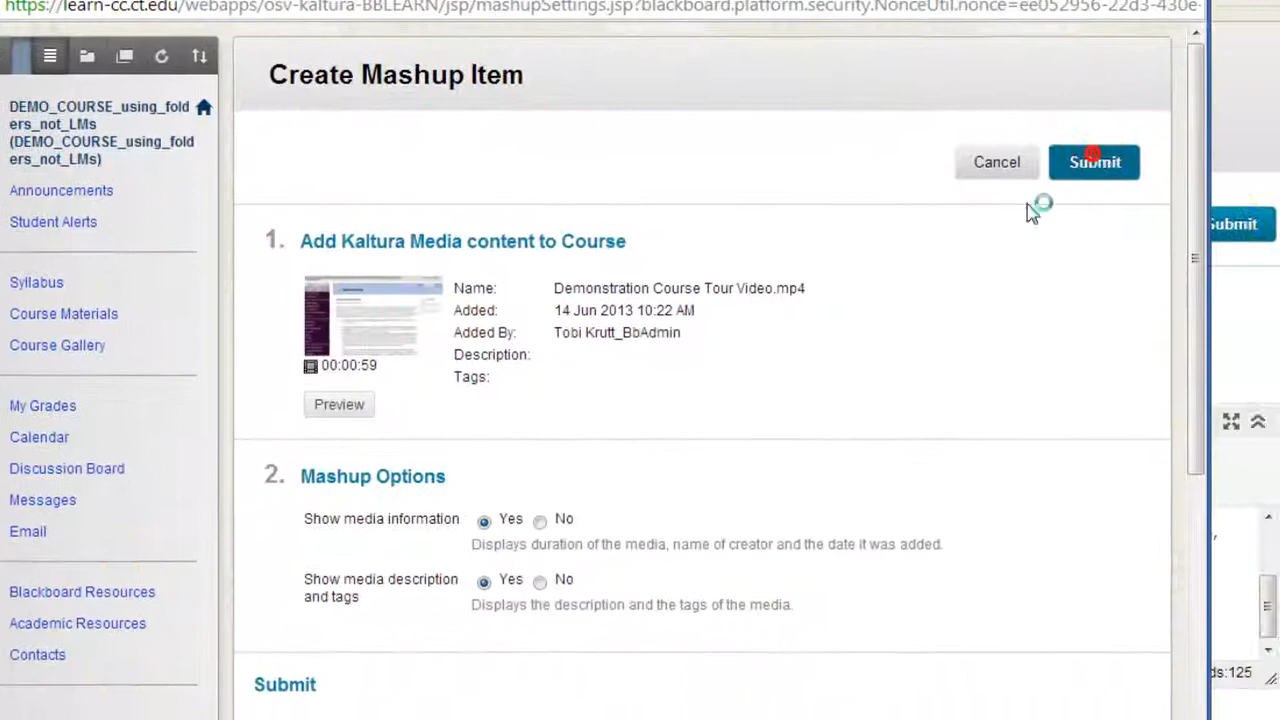 https://learn-cc.ct.edu/webapps/osv-kaltura-BBLEARN/jsp/mashupSettings.jsp?blackboard.platform.security.NonceUtil.nonce=ee052956-22d3-430e-
Create Mashup Item
DEMO_COURSE_using_fold
ers_not_LMs
(DEMO_COURSE_using_fold
ers_not_LMs)
Announcements
Student Alerts
Syllabus
Course Materials
Course Gallery
My Grades
Calendar
Discussion Board
Messages
Email
Blackboard Resources
Academic Resources
Contacts
Cancel
Submit
1. Add Kaltura Media content to Course
Name: Demonstration Course Tour Video.mp4
Added: 14 Jun 2013 10:22 AM
Added By: Tobi Krutt_BbAdmin
Description:
Tags:
00:00:59
Preview
2. Mashup Options
Show media information Yes No
Displays duration of the media, name of creator and the date it was added.
Show media description
and tags
Yes No
Displays the description and the tags of the media.
Submit
Submit
ds:125